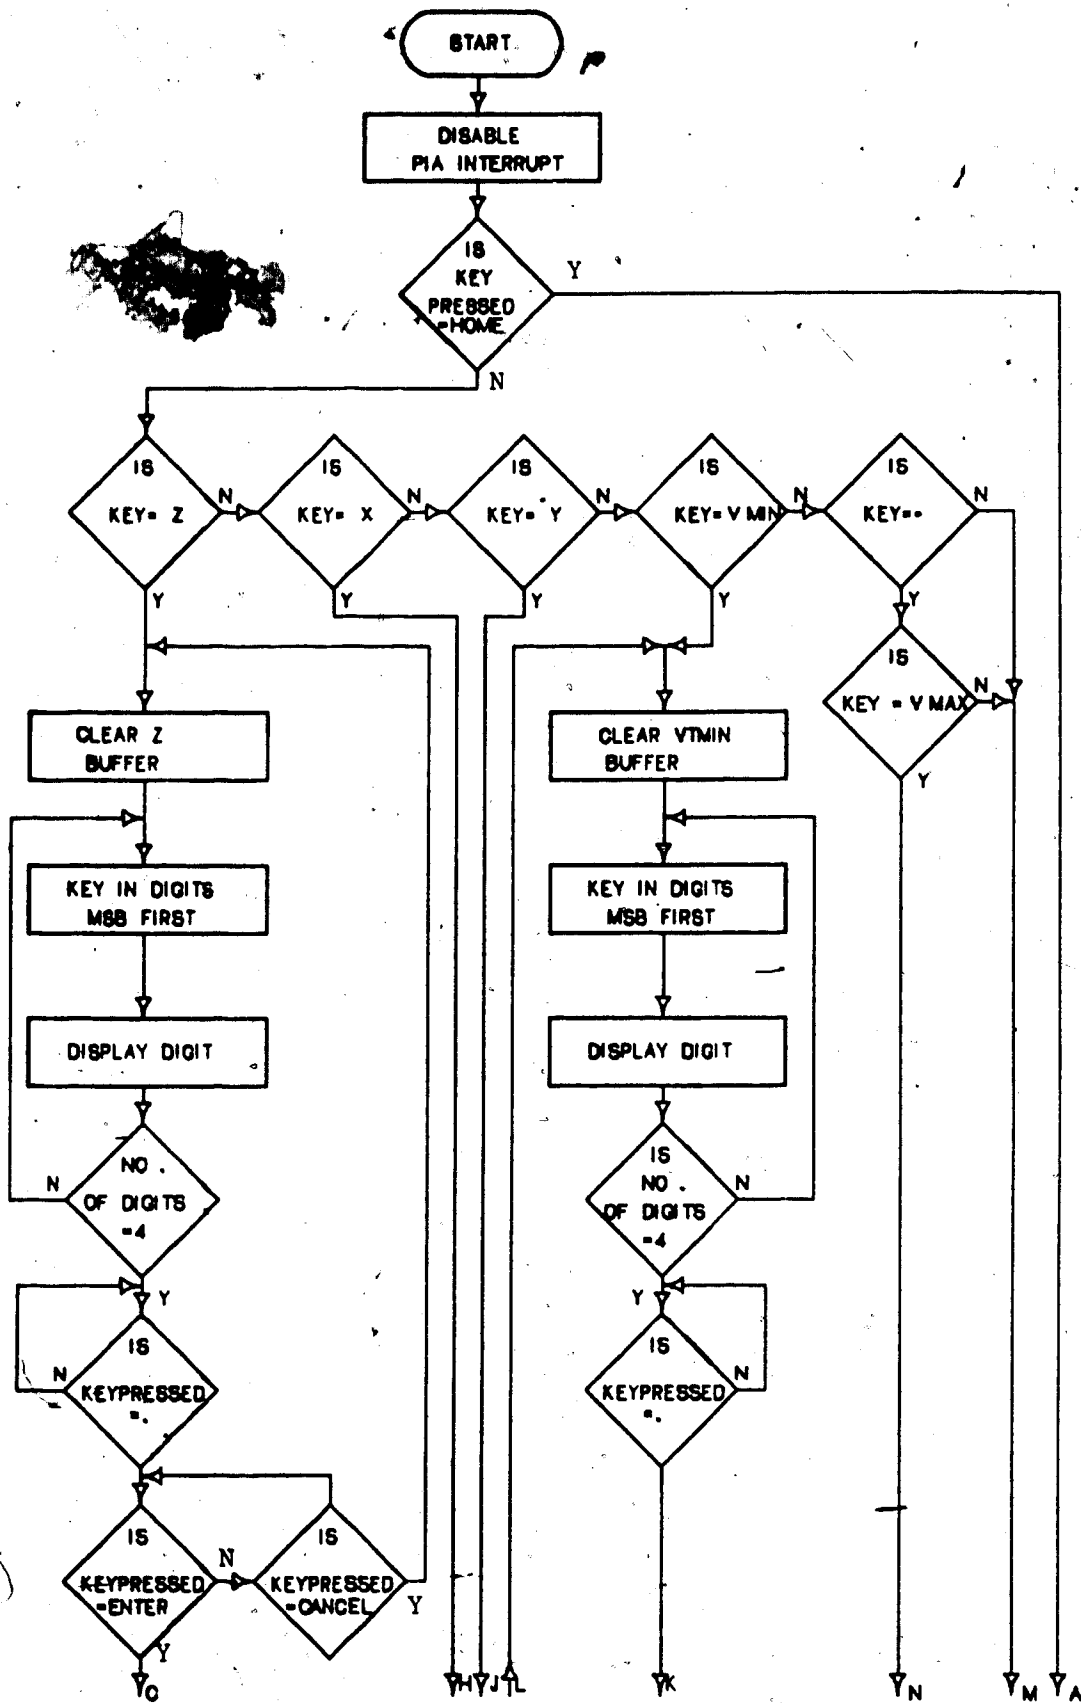 START
DISABLE
PIA INTERRUPT
IS
KEY
PRESSED
=HOME
Y
N
IS
KEY= Z
N
Y
IS
KEY= X
N
Y
IS
KEY= Y
N
Y
IS
KEY= V MIN
N
Y
IS
KEY=.
N
Y
IS
KEY = V MAX
N
Y
CLEAR Z
BUFFER
CLEAR VTMIN
BUFFER
KEY IN DIGITS
MSB FIRST
KEY IN DIGITS
MSB FIRST
DISPLAY DIGIT
DISPLAY DIGIT
NO.
OF DIGITS
=4
N
Y
IS
NO.
OF DIGITS
=4
N
Y
IS
KEYPRESSED
=.
N
IS
KEYPRESSED
=.
N
IS
KEYPRESSED
=ENTER
N
Y
IS
KEYPRESSED
=CANCEL
Y
C
H
J
L
K
N
M
A